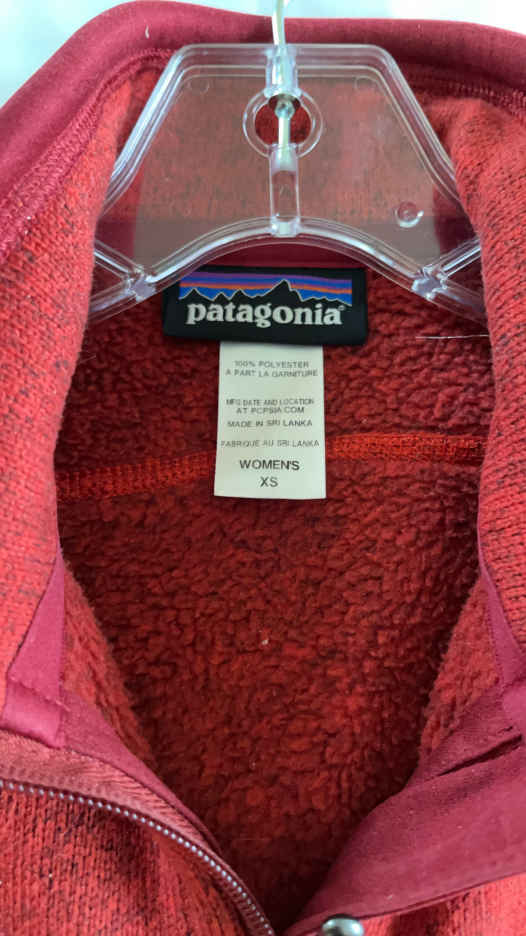 patagonia®
100% POLYESTER
A PART LA GARNITURE
MFG DATE AND LOCATION
AT PCPSIA.COM
MADE IN SRI LANKA
FABRIQUE AU SRI LANKA
WOMEN'S
XS